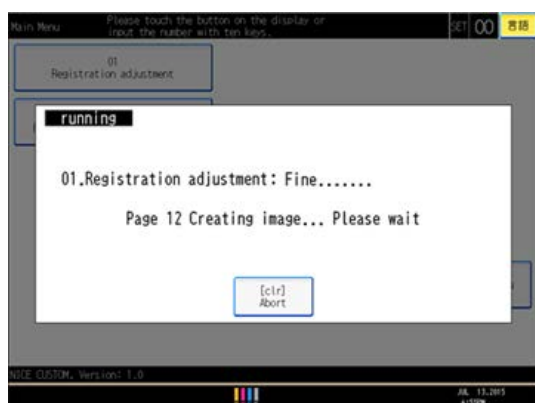 Main Menu
Please touch the button on the display or
input the number with ten keys.
SET 00
言語
01
Registration adjustment
running
01.Registration adjustment: Fine.......
Page 12 Creating image... Please wait
[clr]
Abort
NICE CUSTOM, Version: 1.0
JUL 13,2015